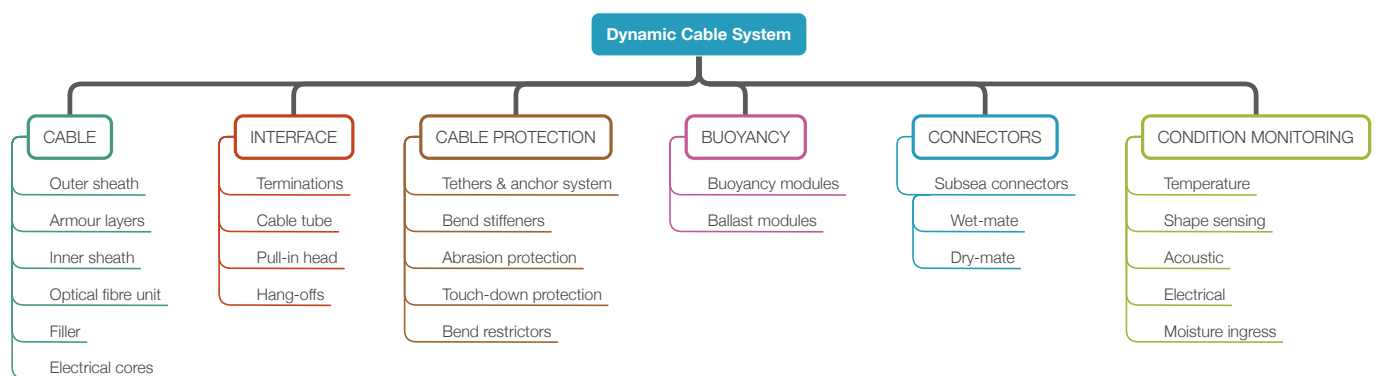 Dynamic Cable System
CABLE
Outer sheath
Armour layers
Inner sheath
Optical fibre unit
Filler
Electrical cores
INTERFACE
Terminations
Cable tube
Pull-in head
Hang-offs
CABLE PROTECTION
Tethers & anchor system
Bend stiffeners
Abrasion protection
Touch-down protection
Bend restrictors
BUOYANCY
Buoyancy modules
Ballast modules
CONNECTORS
Subsea connectors
Wet-mate
Dry-mate
CONDITION MONITORING
Temperature
Shape sensing
Acoustic
Electrical
Moisture ingress